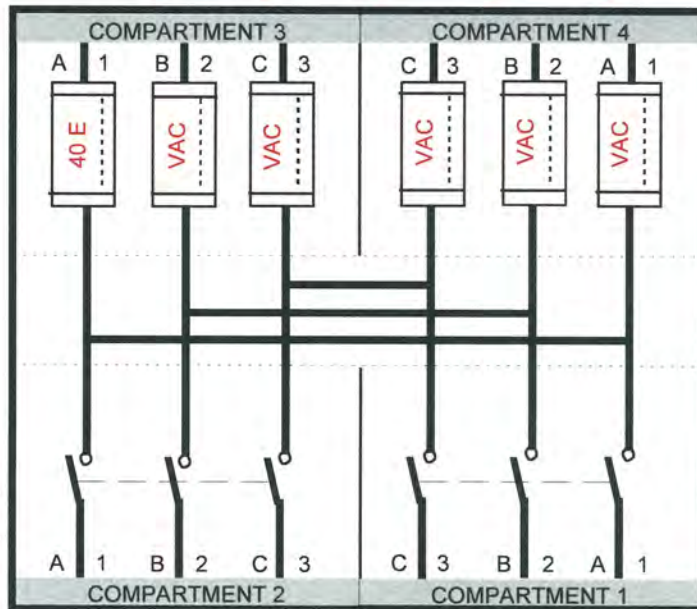 COMPARTMENT 3 COMPARTMENT 4
A 1 B 2 C 3 C 3 B 2 A 1
40 E VAC VAC VAC VAC VAC
A 1 B 2 C 3 C 3 B 2 A 1
COMPARTMENT 2 COMPARTMENT 1